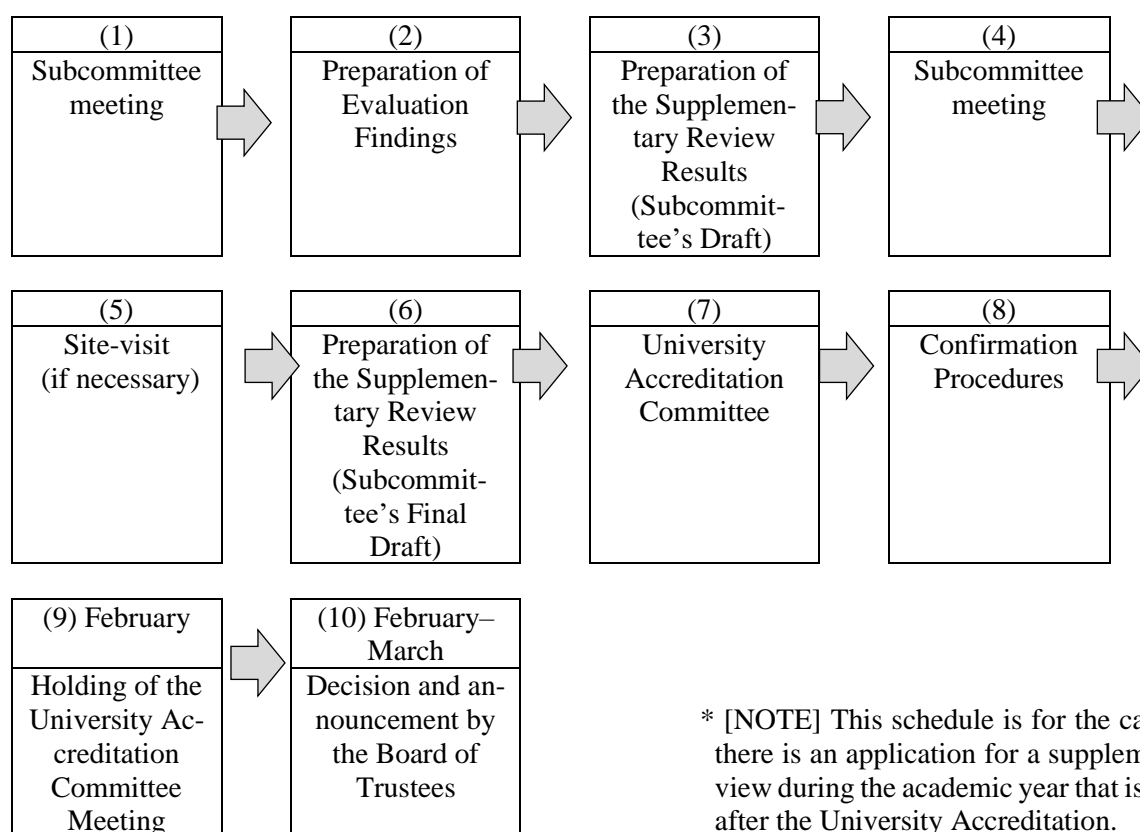 (1)
Subcommittee
meeting
(2)
Preparation of
Evaluation
Findings
(3)
Preparation of
the Supplemen-
tary Review
Results
(Subcommit-
tee's Draft)
(4)
Subcommittee
meeting
(5)
Site-visit
(if necessary)
(6)
Preparation of
the Supplemen-
tary Review
Results
(Subcommit-
tee's Final
Draft)
(7)
University
Accreditation
Committee
(8)
Confirmation
Procedures
(9) February
Holding of the
University Ac-
creditation
Committee
Meeting
(10) February–
March
Decision and an-
nouncement by
the Board of
Trustees
* [NOTE] This schedule is for the
there is an application for a
view during the academic year that is
after the University Accreditation.